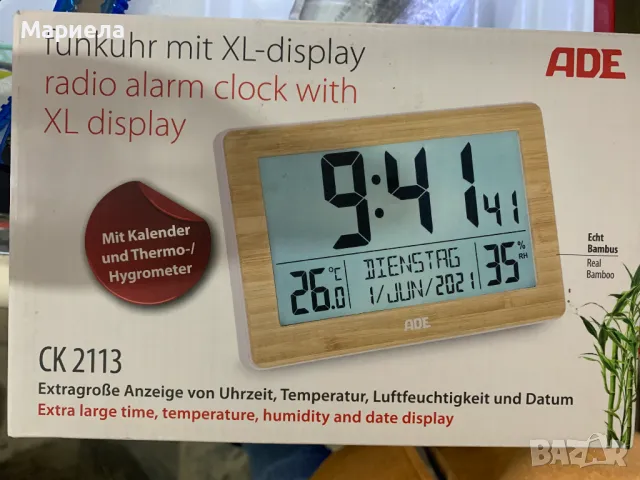 Мариела
funkuhr mit XL-display
radio alarm clock with
XL display
ADE
Mit Kalender
und Thermo-/
Hygrometer
9:41 41
26.0 °C
DIENSTAG
1/JUN/2021
35 % RH
ADE
Echt
Bambus
Real
Bamboo
CK 2113
Extragroße Anzeige von Uhrzeit, Temperatur, Luftfeuchtigkeit und Datum
Extra large time, temperature, humidity and date display
BAZAR
bazar.bg